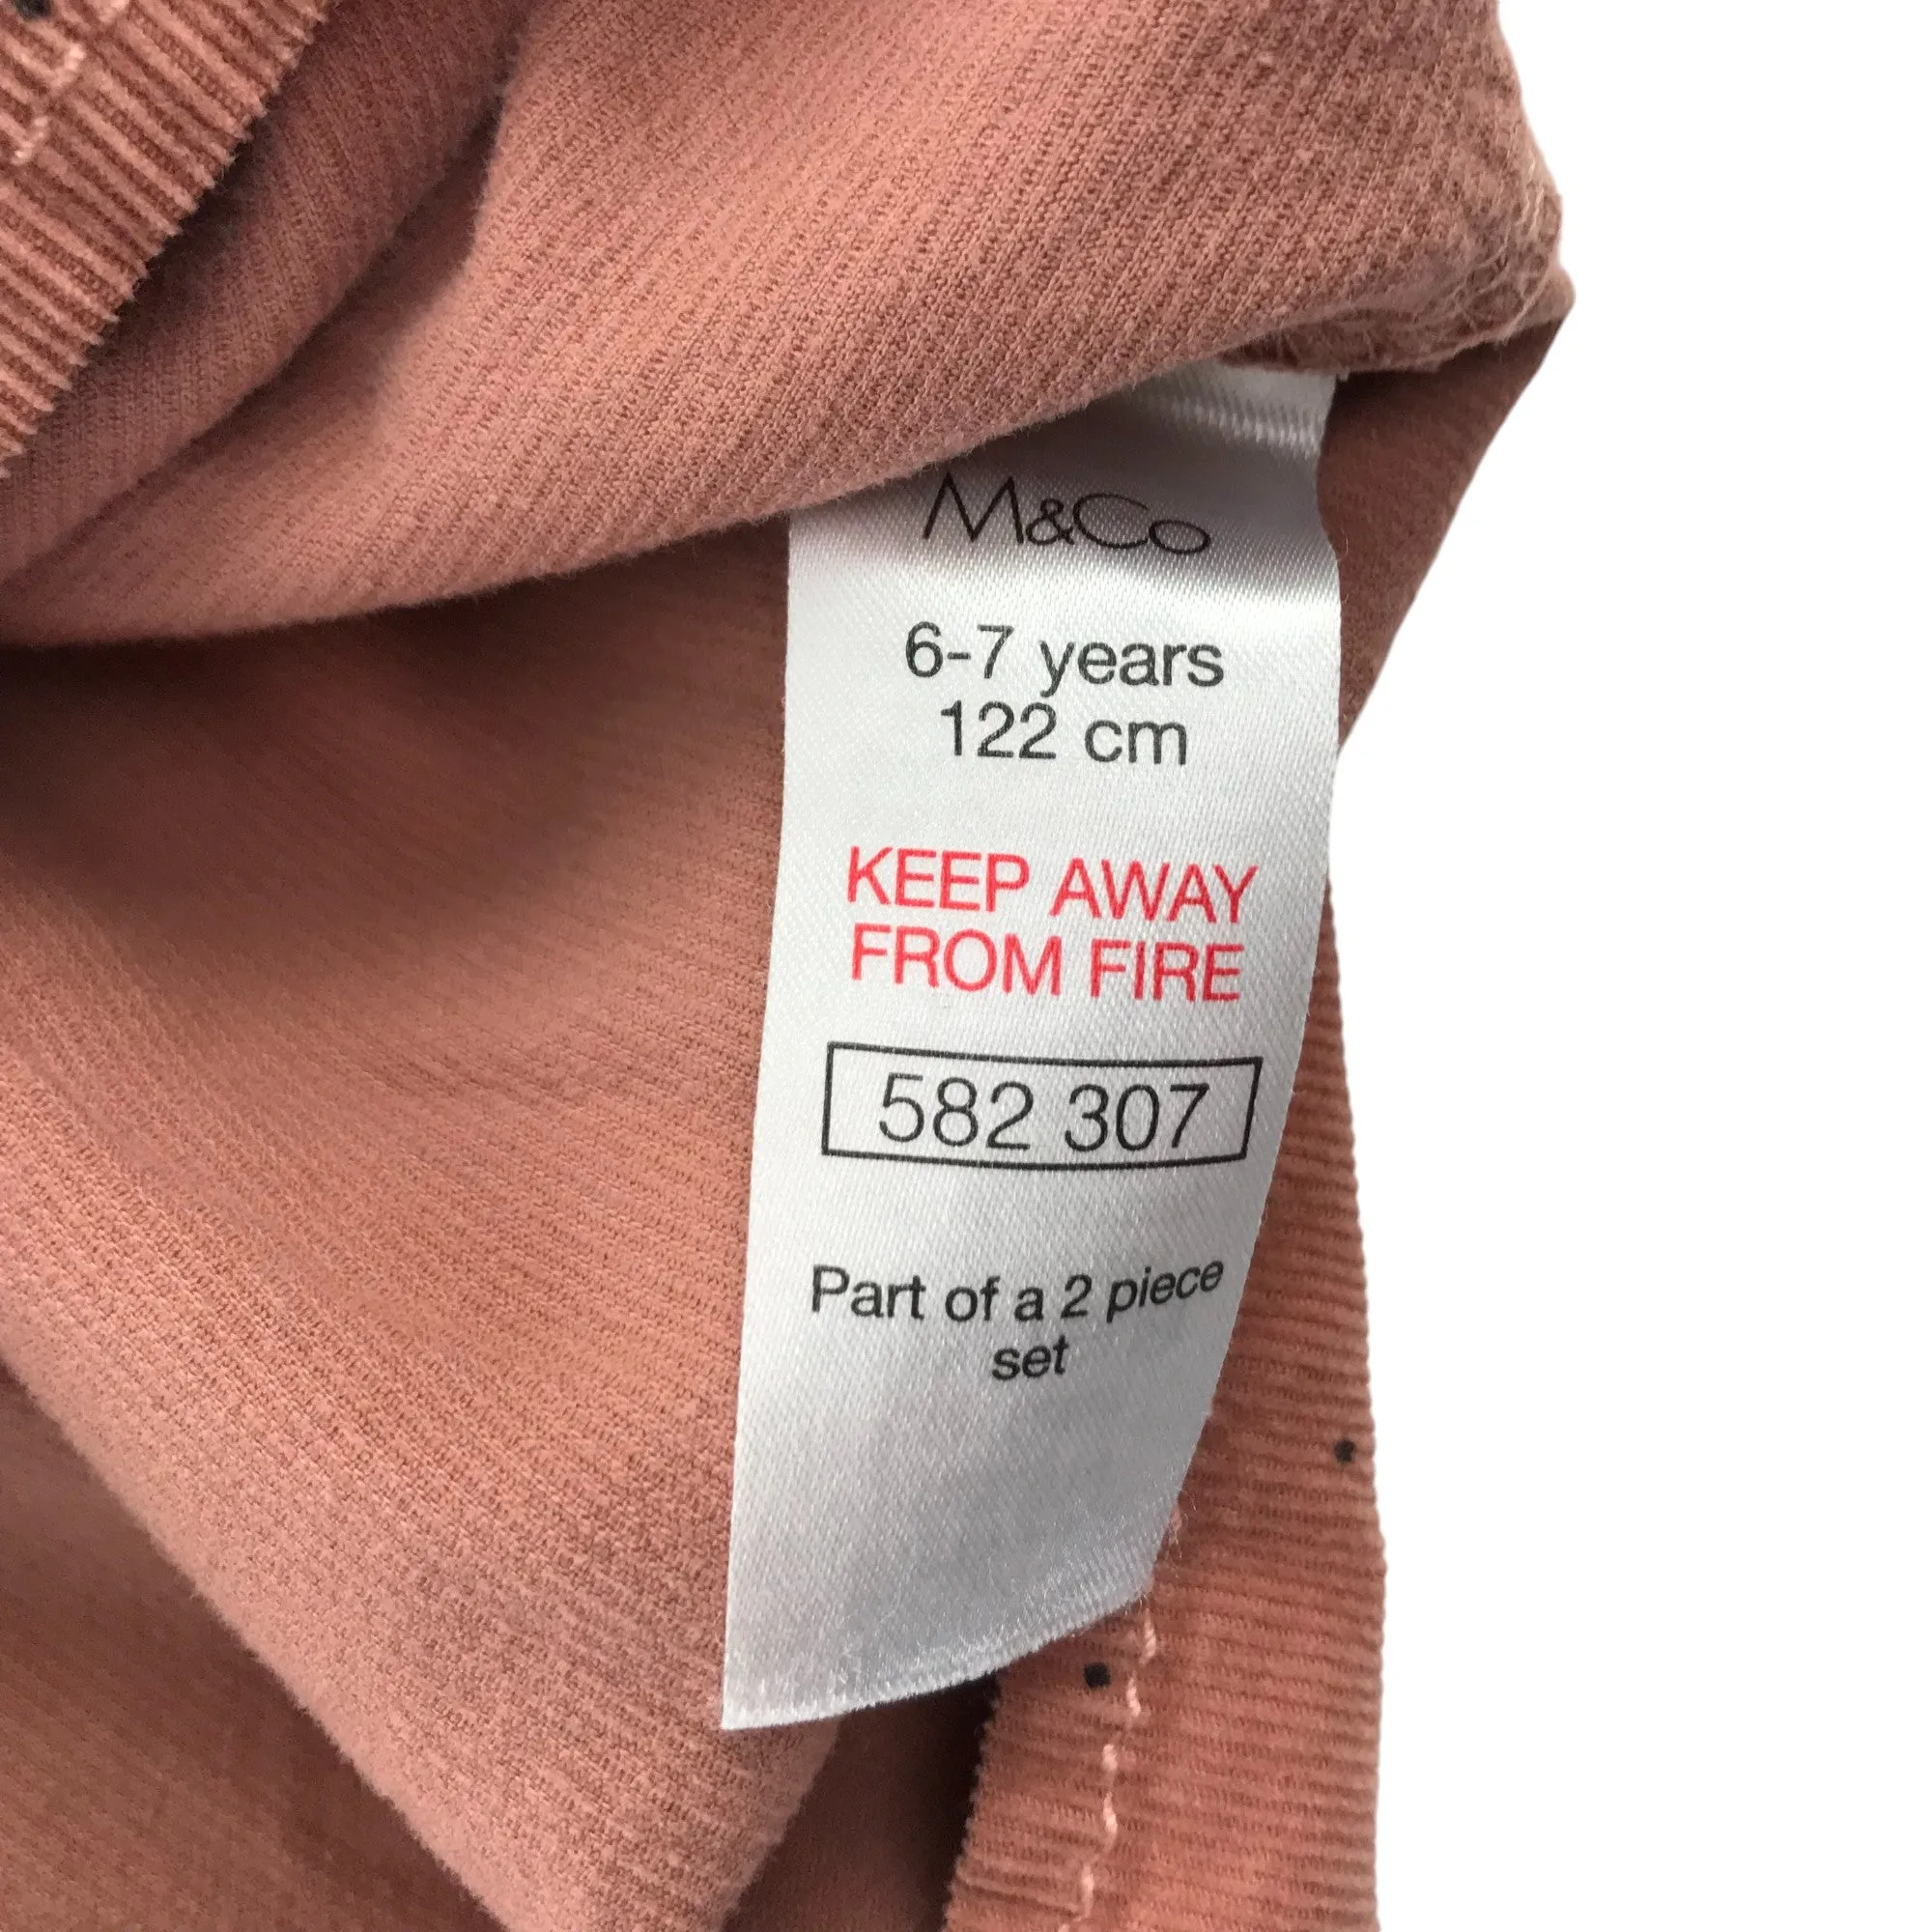 M&Co
6-7 years
122 cm
KEEP AWAY
FROM FIRE
582 307
Part of a 2 piece
set